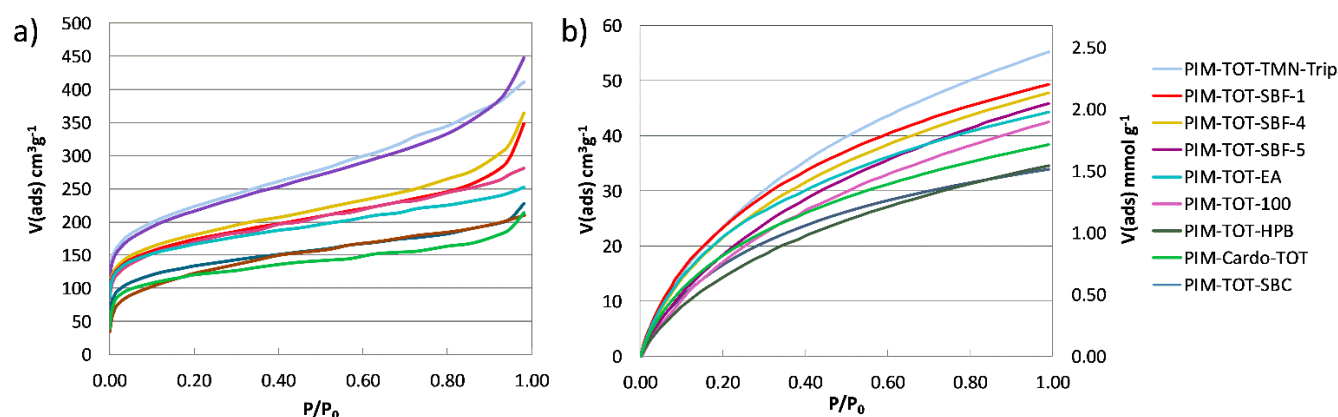 a)
V(ads) cm³g⁻¹
500
450
400
350
300
250
200
150
100
50
0
0.00 0.20 0.40 0.60 0.80 1.00
P/P₀
b)
V(ads) cm³g⁻¹
60
50
40
30
20
10
0
0.00 0.20 0.40 0.60 0.80 1.00
P/P₀
2.50
2.00
1.50
1.00
0.50
0.00
V(ads) mmol g⁻¹
PIM-TOT-TMN-Trip
PIM-TOT-SBF-1
PIM-TOT-SBF-4
PIM-TOT-SBF-5
PIM-TOT-EA
PIM-TOT-100
PIM-TOT-HPB
PIM-Cardo-TOT
PIM-TOT-SBC